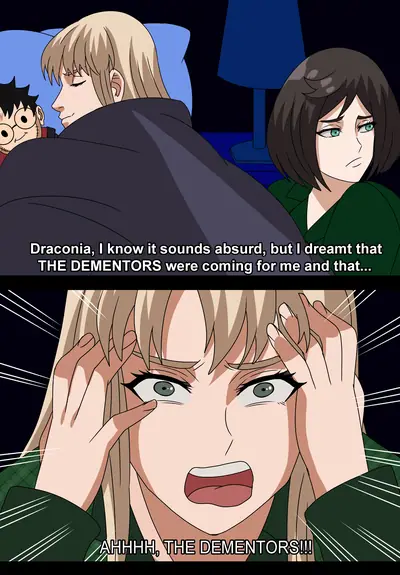 Draconia, I know it sounds absurd, but I dreamt that
THE DEMENTORS were coming for me and that...
AHHHH, THE DEMENTORS!!!